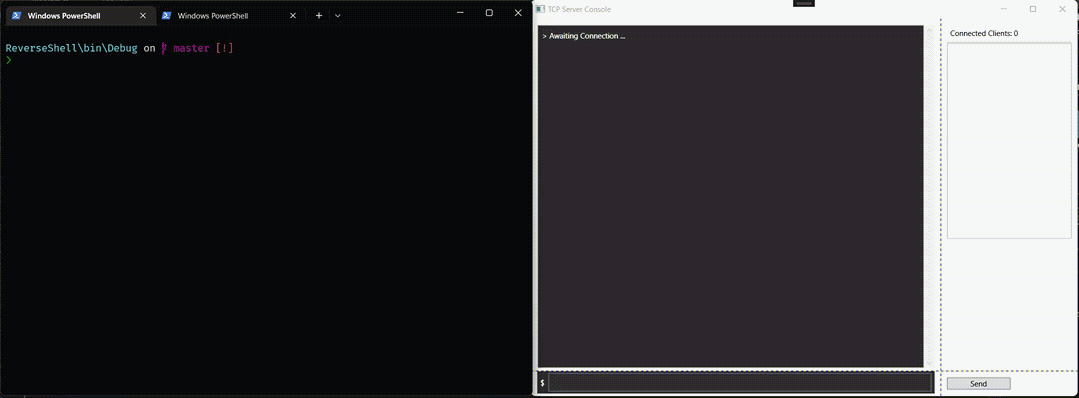 Windows PowerShell
Windows PowerShell
ReverseShell\bin\Debug on master [!]
>
TCP Server Console
> Awaiting Connection ...
Connected Clients: 0
$
Send